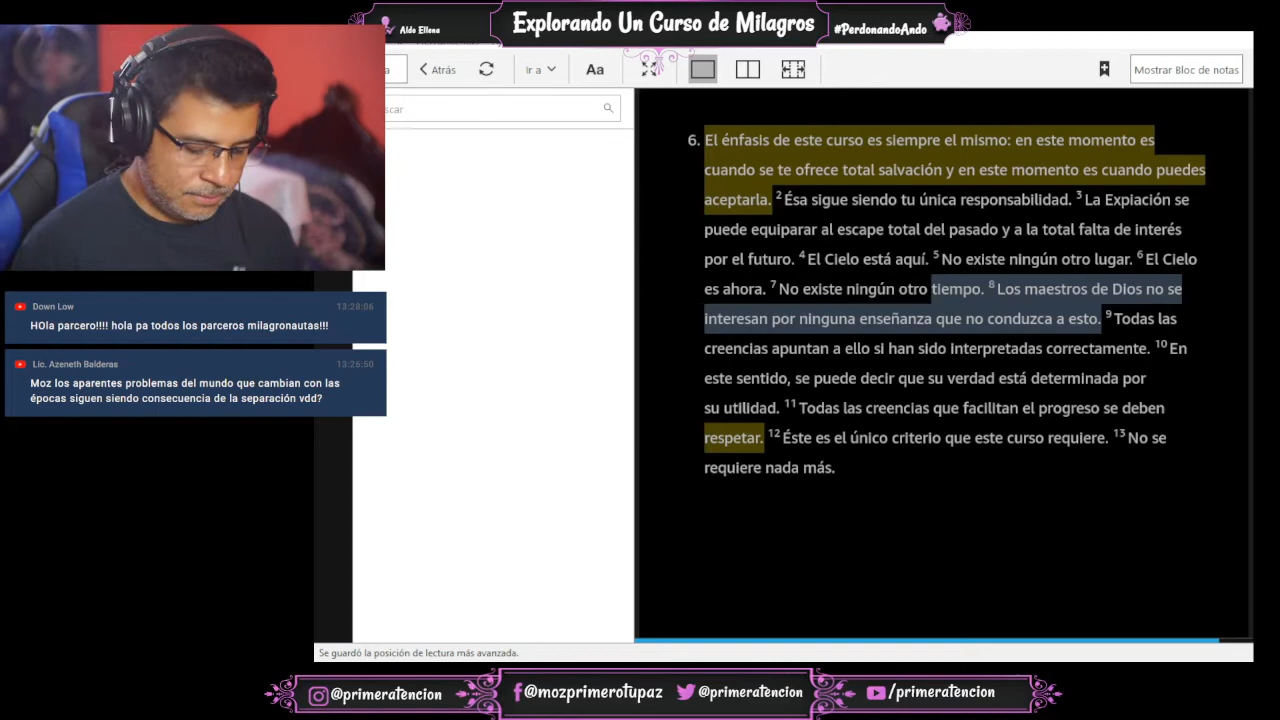 Aldo Ellena
Explorando Un Curso de Milagros
#PerdonandoAndo
a
Atrás
Ir a
Aa
Mostrar Bloc de notas
scar
6. El énfasis de este curso es siempre el mismo: en este momento es
cuando se te ofrece total salvación y en este momento es cuando puedes
aceptarla. 2 Ésa sigue siendo tu única responsabilidad. 3 La Expiación se
puede equiparar al escape total del pasado y a la total falta de interés
por el futuro. 4 El Cielo está aquí. 5 No existe ningún otro lugar. 6 El Cielo
es ahora. 7 No existe ningún otro tiempo. 8 Los maestros de Dios no se
interesan por ninguna enseñanza que no conduzca a esto. 9 Todas las
creencias apuntan a ello si han sido interpretadas correctamente. 10 En
este sentido, se puede decir que su verdad está determinada por
su utilidad. 11 Todas las creencias que facilitan el progreso se deben
respetar. 12 Éste es el único criterio que este curso requiere. 13 No se
requiere nada más.
Down Low 13:28:06
HOla parcero!!!! hola pa todos los parceros milagronautas!!!
Lic. Azeneth Balderas 13:26:50
Moz los aparentes problemas del mundo que cambian con las
épocas siguen siendo consecuencia de la separación vdd?
Se guardó la posición de lectura más avanzada.
@primeratencion
@mozprimerotupaz
@primeratencion
/primeratencion